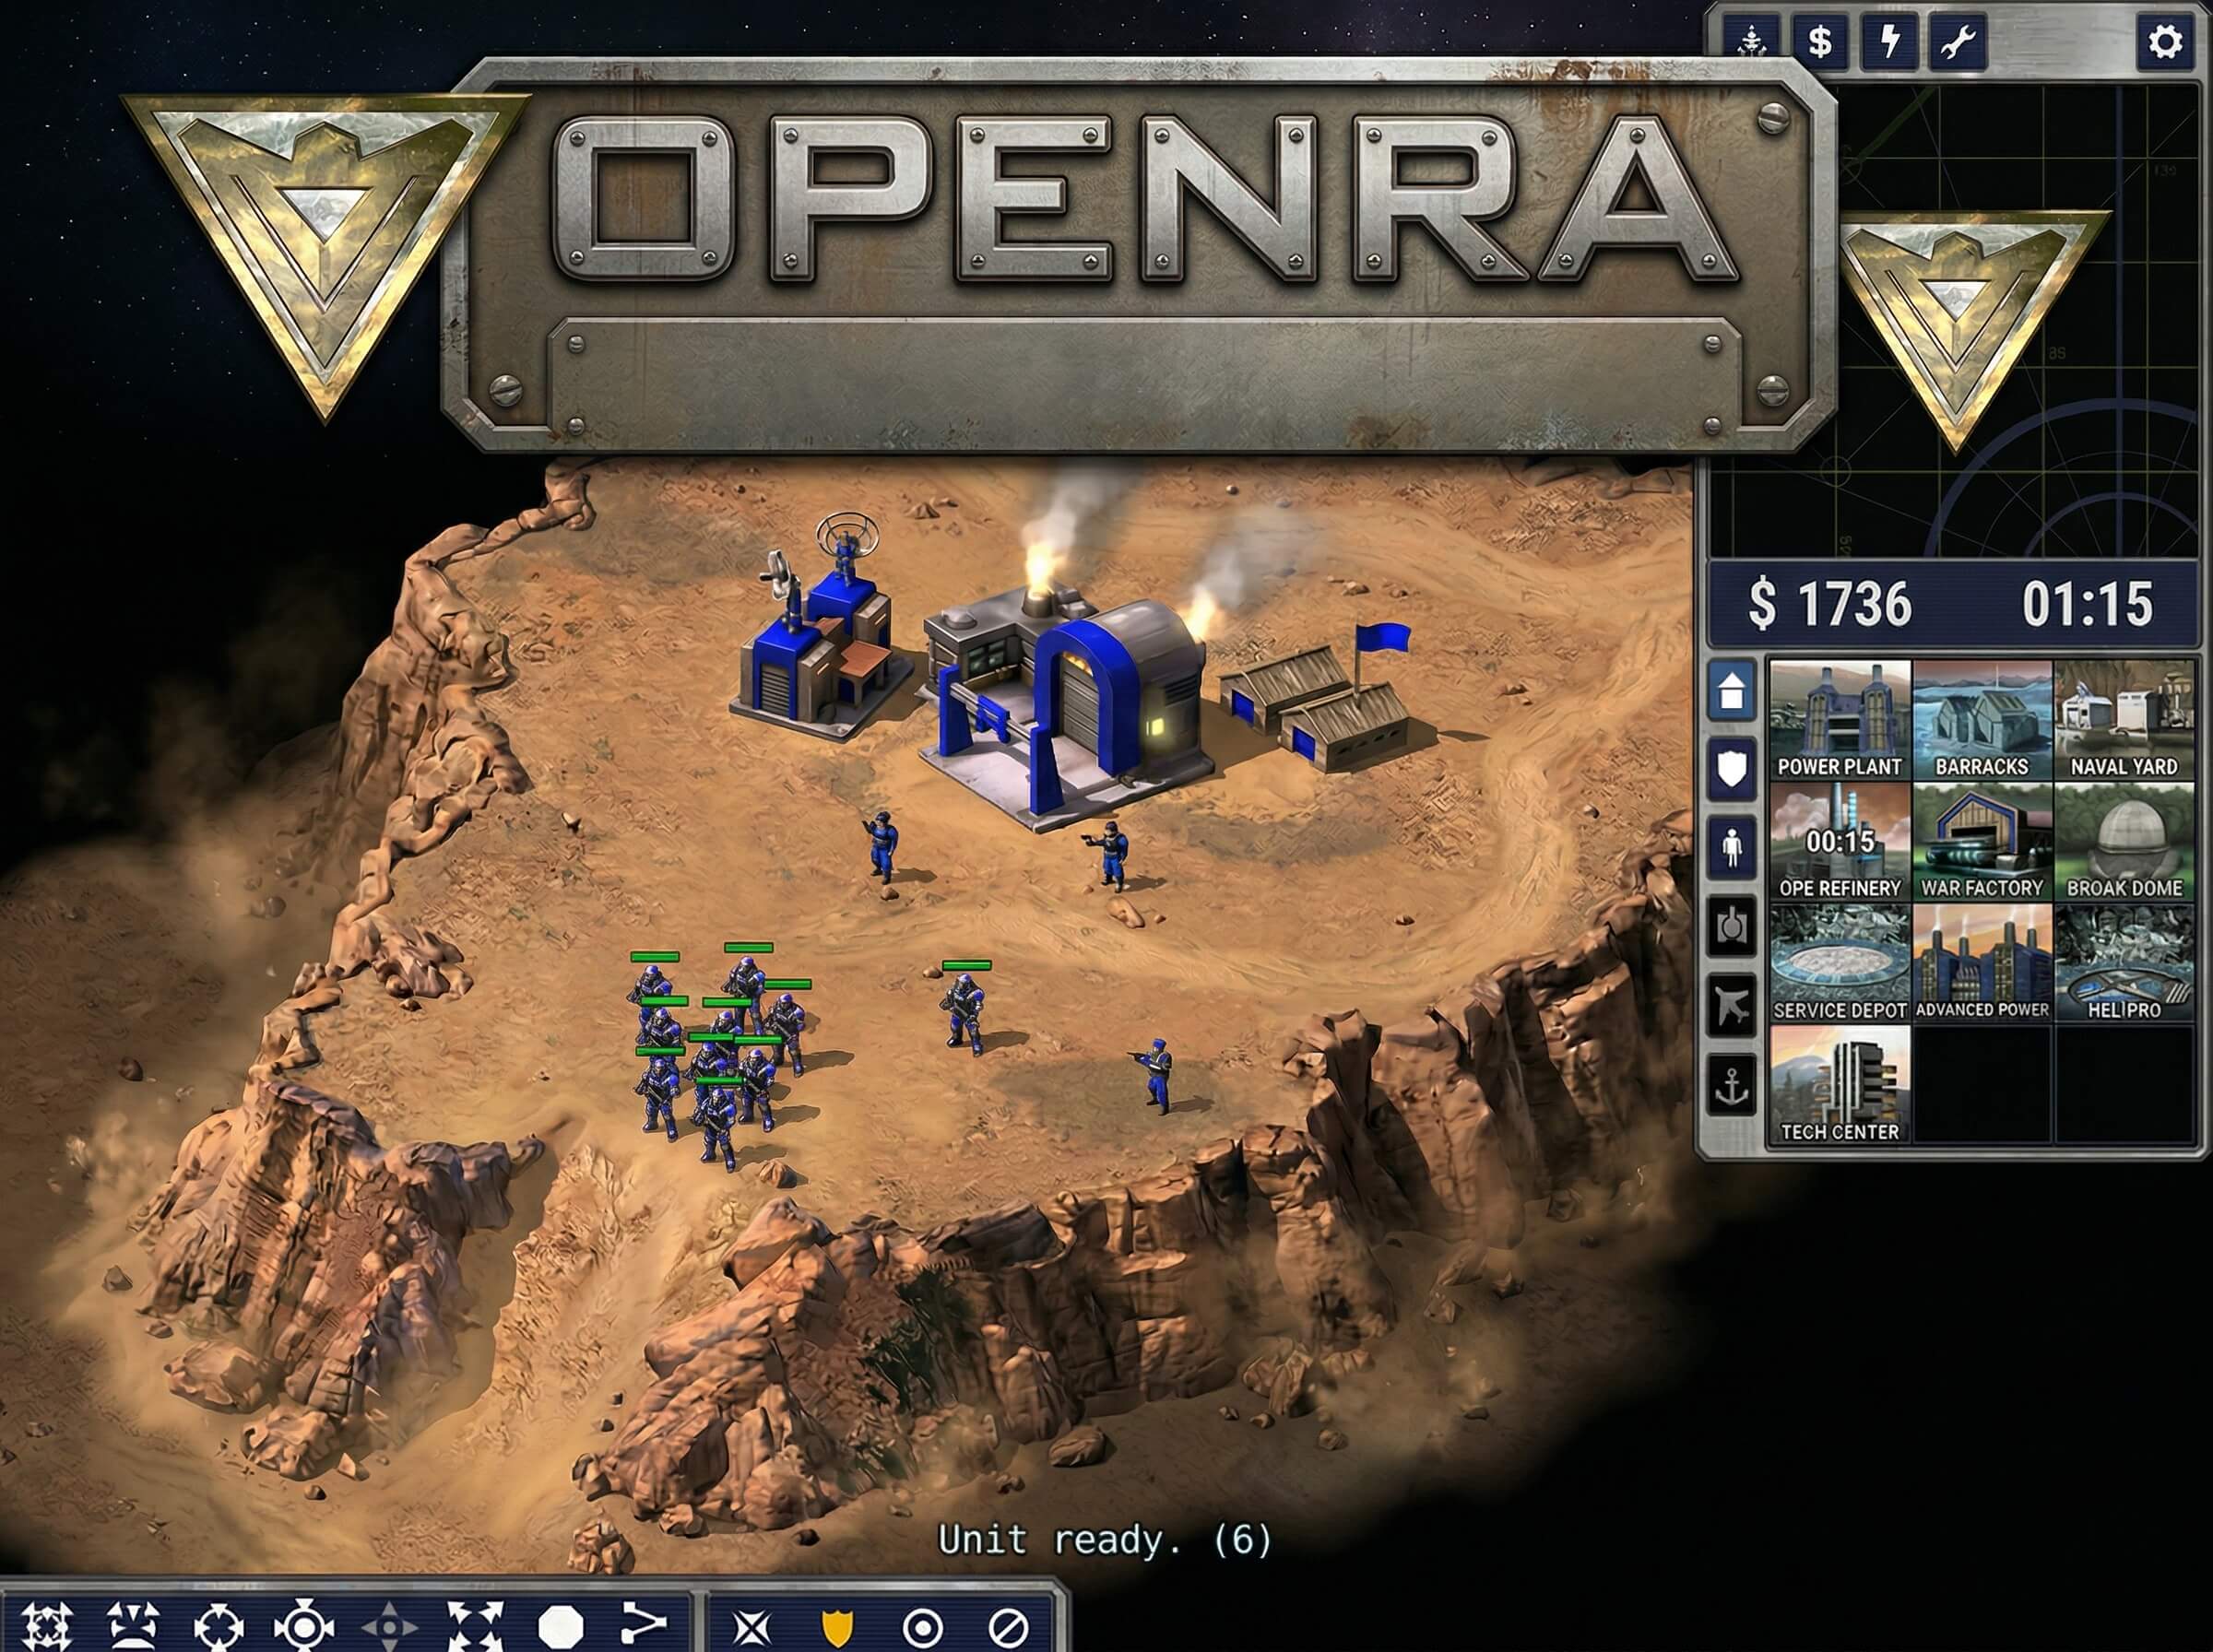 OPENRA
$ 1736 01:15
POWER PLANT BARRACKS NAVAL YARD
00:15
OPE REFINERY WAR FACTORY BROAK DOME
SERVICE DEPOT ADVANCED POWER HELIPRO
TECH CENTER
Unit ready. (6)